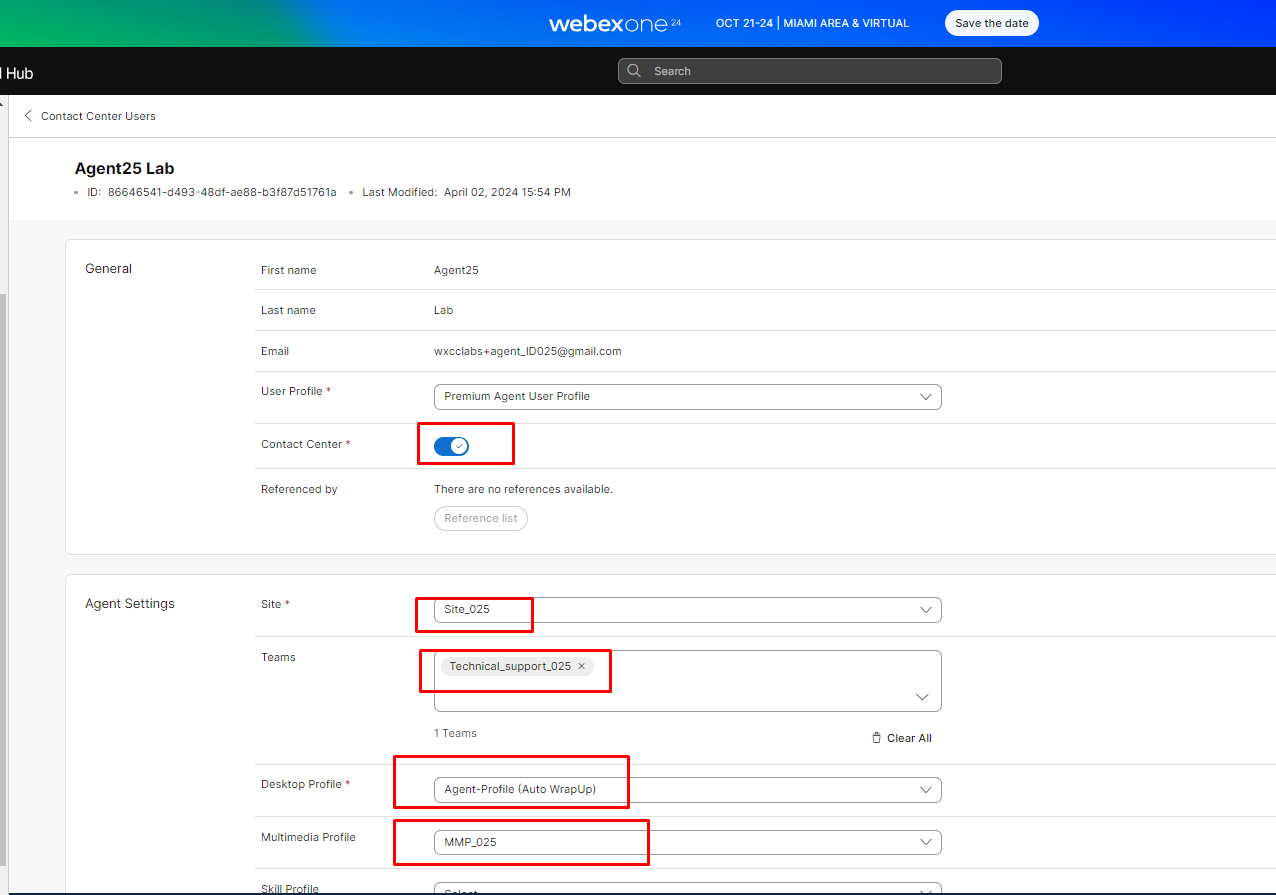 webexone 24 OCT 21-24 | MIAMI AREA & VIRTUAL Save the date
Hub Search
Contact Center Users
Agent25 Lab
• ID: 86646541-d493-48df-ae88-b3f87d51761a • Last Modified: April 02, 2024 15:54 PM
General
First name Agent25
Last name Lab
Email wxcclabs+agent_ID025@gmail.com
User Profile * Premium Agent User Profile
Contact Center *
Referenced by There are no references available.
Reference list
Agent Settings
Site * Site_025
Teams Technical_support_025 ×
1 Teams Clear All
Desktop Profile * Agent-Profile (Auto WrapUp)
Multimedia Profile MMP_025
Skill Profile Select